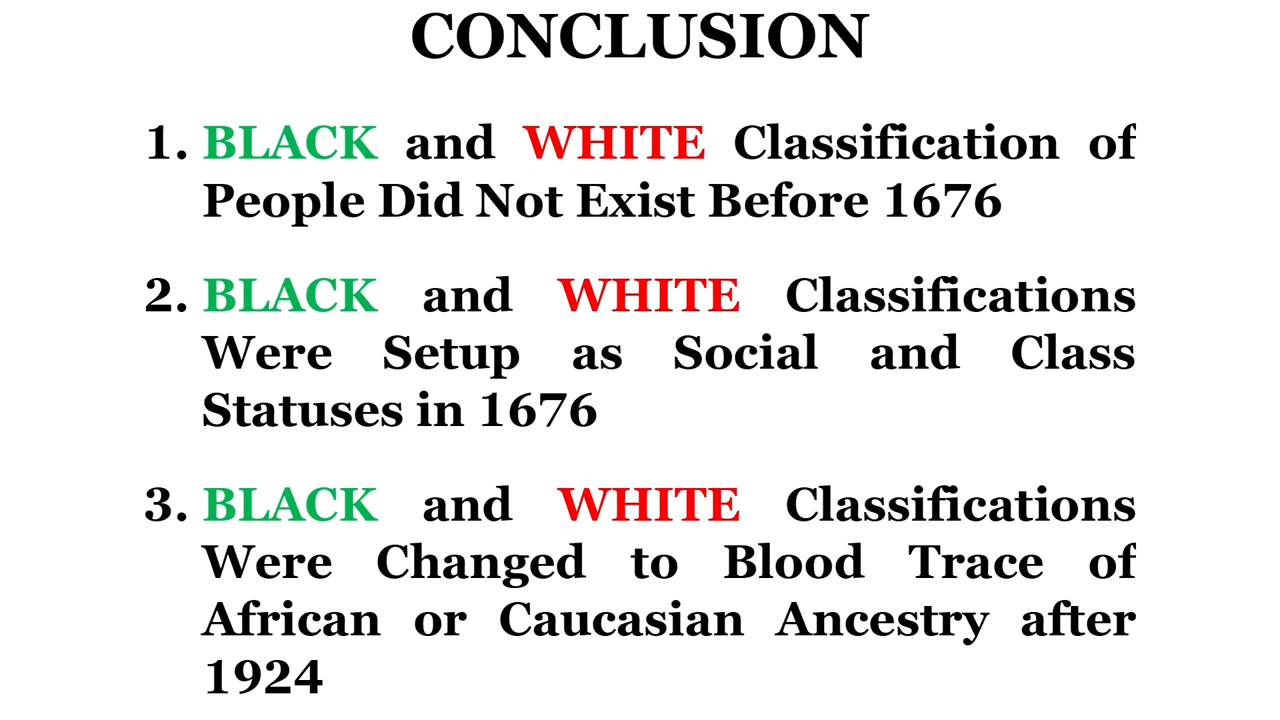 CONCLUSION
1. BLACK and WHITE Classification of
People Did Not Exist Before 1676
2. BLACK and WHITE Classifications
Were Setup as Social and Class
Statuses in 1676
3. BLACK and WHITE Classifications
Were Changed to Blood Trace of
African or Caucasian Ancestry after
1924